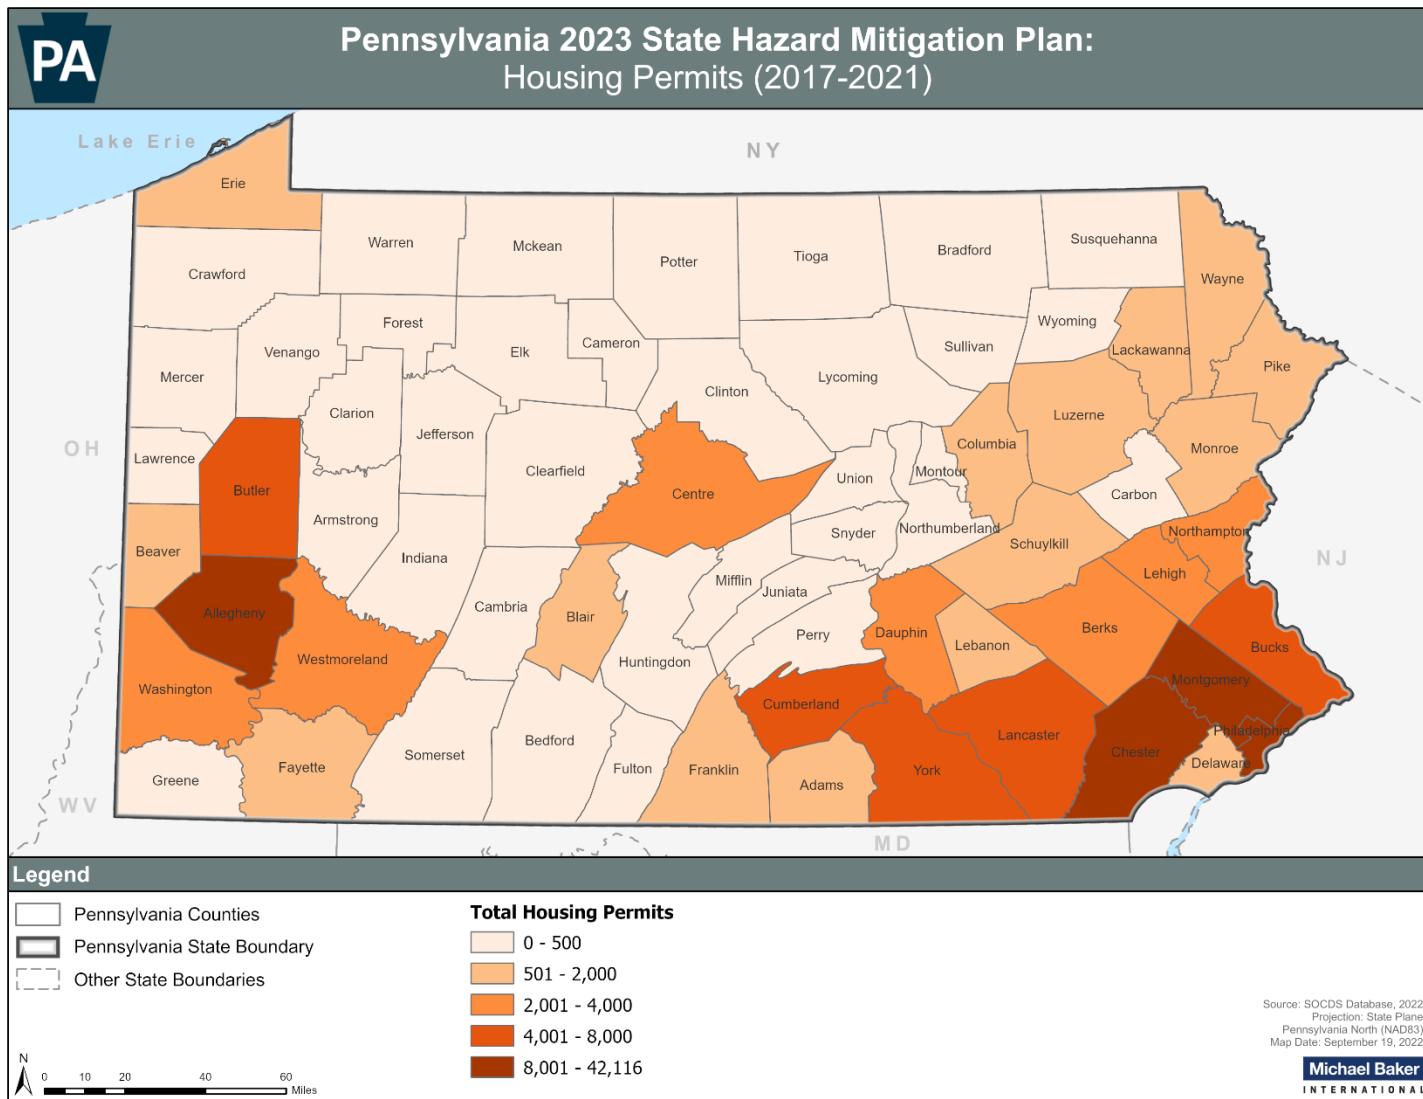 PA
Pennsylvania 2023 State Hazard Mitigation Plan:
Housing Permits (2017-2021)
Lake Erie
NY
Erie
Warren
Mckean
Potter
Tioga
Bradford
Susquehanna
Wayne
Crawford
Forest
Elk
Cameron
Wyoming
Lackawanna
Sullivan
Venango
Mercer
Clinton
Lycoming
Pike
Clarion
Jefferson
Luzerne
Columbia
Monroe
OH
Lawrence
Butler
Clearfield
Centre
Union
Montour
Carbon
Armstrong
Snyder
Northumberland
Northampton
Beaver
Indiana
Schuylkill
NJ
Mifflin
Juniata
Lehigh
Allegheny
Cambria
Blair
Perry
Dauphin
Lebanon
Berks
Bucks
Westmoreland
Huntingdon
Washington
Cumberland
Montgomery
Lancaster
Philadelphia
Somerset
Bedford
Chester
Greene
Fayette
Fulton
Franklin
Adams
York
Delaware
WV
MD
Legend
Pennsylvania Counties
Pennsylvania State Boundary
Other State Boundaries
Total Housing Permits
0 - 500
501 - 2,000
2,001 - 4,000
4,001 - 8,000
8,001 - 42,116
N
0 10 20 40 60
Miles
Source: SOCDS Database, 2022
Projection: State Plane
Pennsylvania North (NAD83)
Map Date: September 19, 2022
Michael Baker
INTERNATIONAL